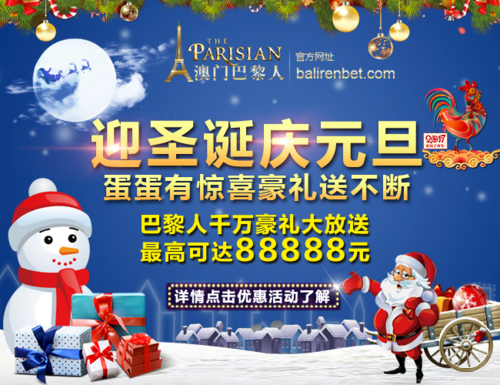 THE
PARISIAN
澳门巴黎人
官方网址
balirenbet.com
2017
迎圣诞庆元旦
蛋蛋有惊喜豪礼送不断
巴黎人千万豪礼大放送
最高可达88888元
详情点击优惠活动了解